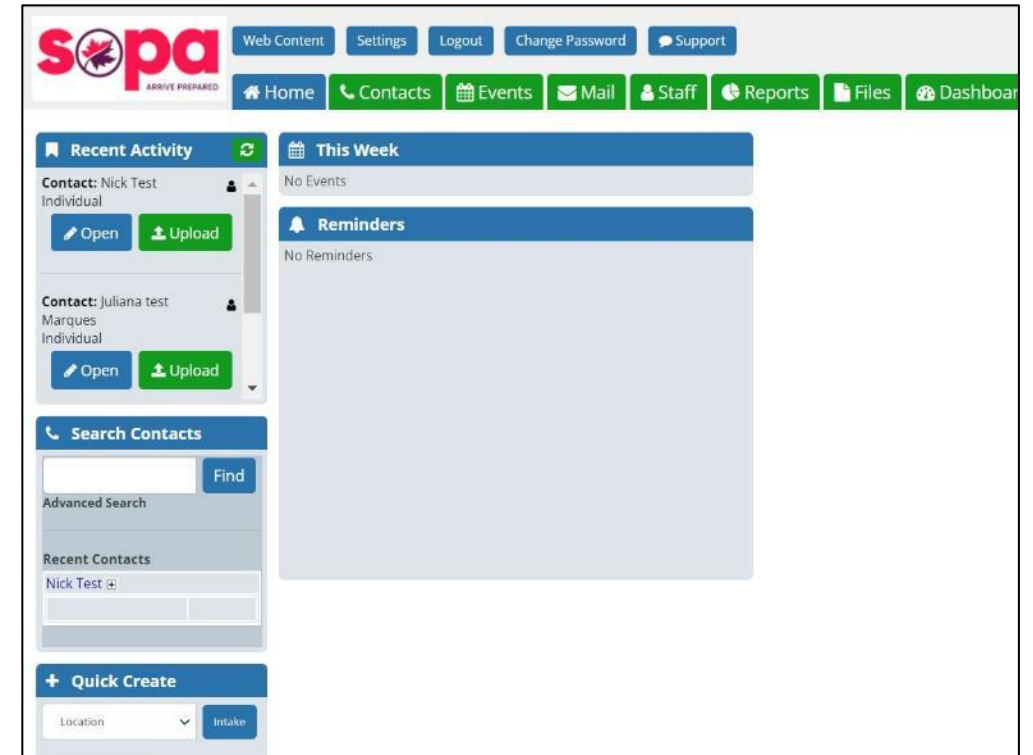 sopa
ARRIVE PREPARED
Web Content Settings Logout Change Password Support
Home Contacts Events Mail Staff Reports Files Dashboar
Recent Activity
Contact: Nick Test
Individual
Open Upload
Contact: Juliana test
Marques
Individual
Open Upload
Search Contacts
Find
Advanced Search
Recent Contacts
Nick Test
Quick Create
Location Intake
This Week
No Events
Reminders
No Reminders